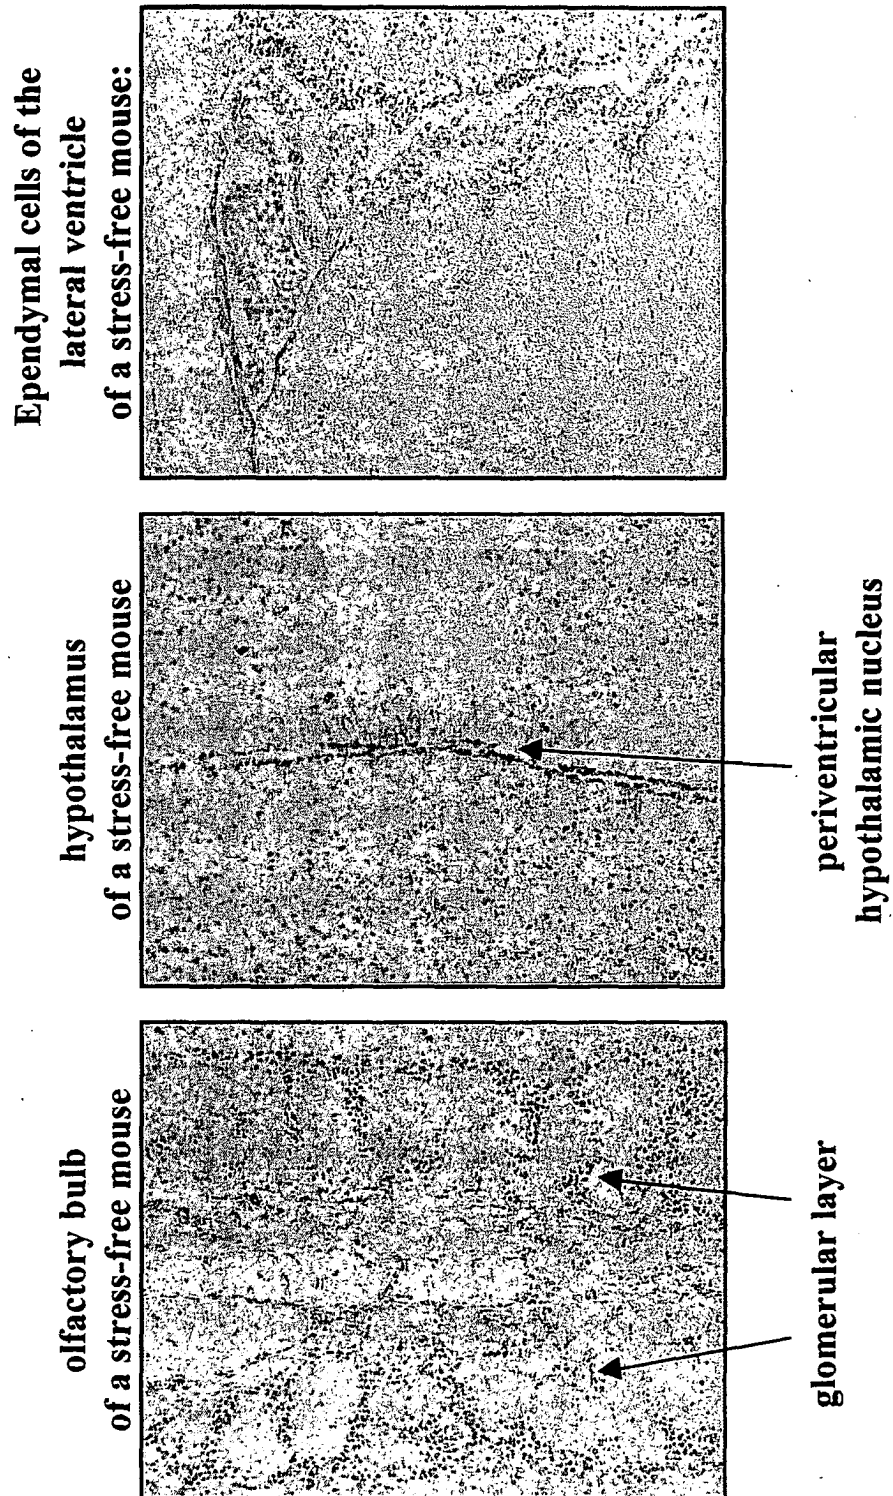 olfactory bulb
of a stress-free mouse
glomerular layer
hypothalamus
of a stress-free mouse
periventricular
hypothalamic nucleus
Ependymal cells of the
lateral ventricle
of a stress-free mouse: